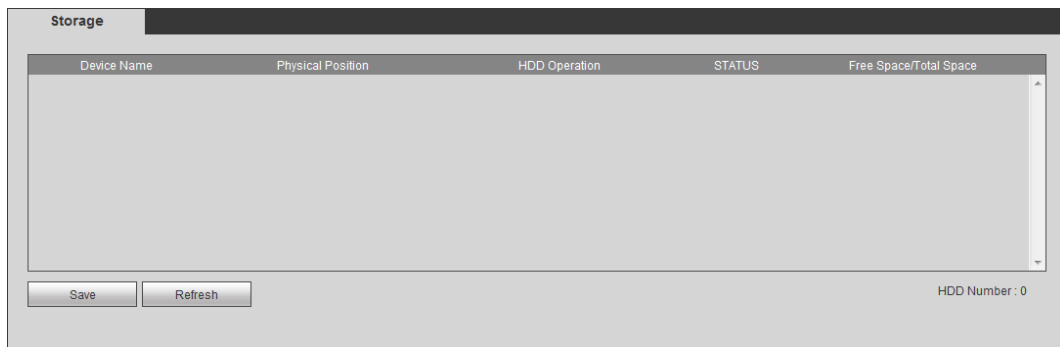 Storage
Device Name Physical Position HDD Operation STATUS Free Space/Total Space
Save Refresh HDD Number : 0